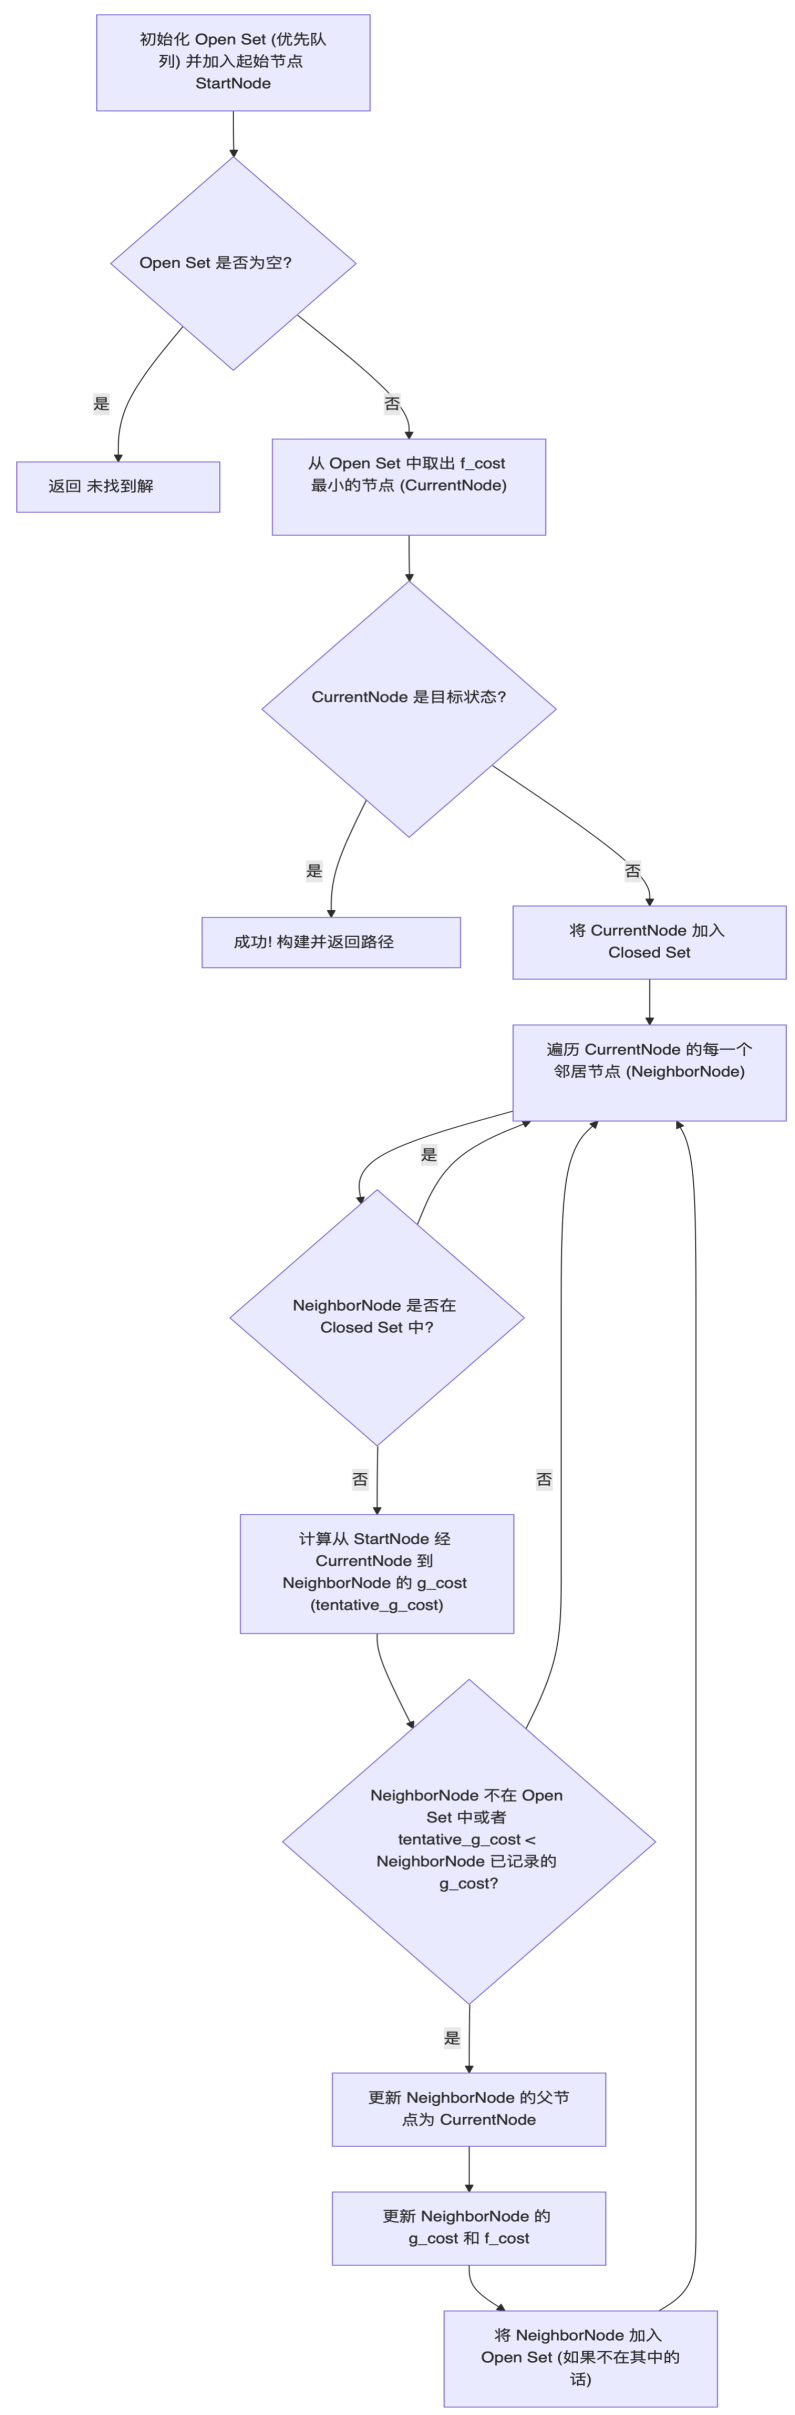 初始化 Open Set (优先队
列) 并加入起始节点
StartNode
Open Set 是否为空?
是
否
返回 未找到解
从 Open Set 中取出 f_cost
最小的节点 (CurrentNode)
CurrentNode 是目标状态?
是
否
成功! 构建并返回路径
将 CurrentNode 加入
Closed Set
遍历 CurrentNode 的每一个
邻居节点 (NeighborNode)
是
NeighborNode 是否在
Closed Set 中?
否
否
计算从 StartNode 经
CurrentNode 到
NeighborNode 的 g_cost
(tentative_g_cost)
NeighborNode 不在 Open
Set 中或者
tentative_g_cost <
NeighborNode 已记录的
g_cost?
是
更新 NeighborNode 的父节
点为 CurrentNode
更新 NeighborNode 的
g_cost 和 f_cost
将 NeighborNode 加入
Open Set (如果不在其中的
话)